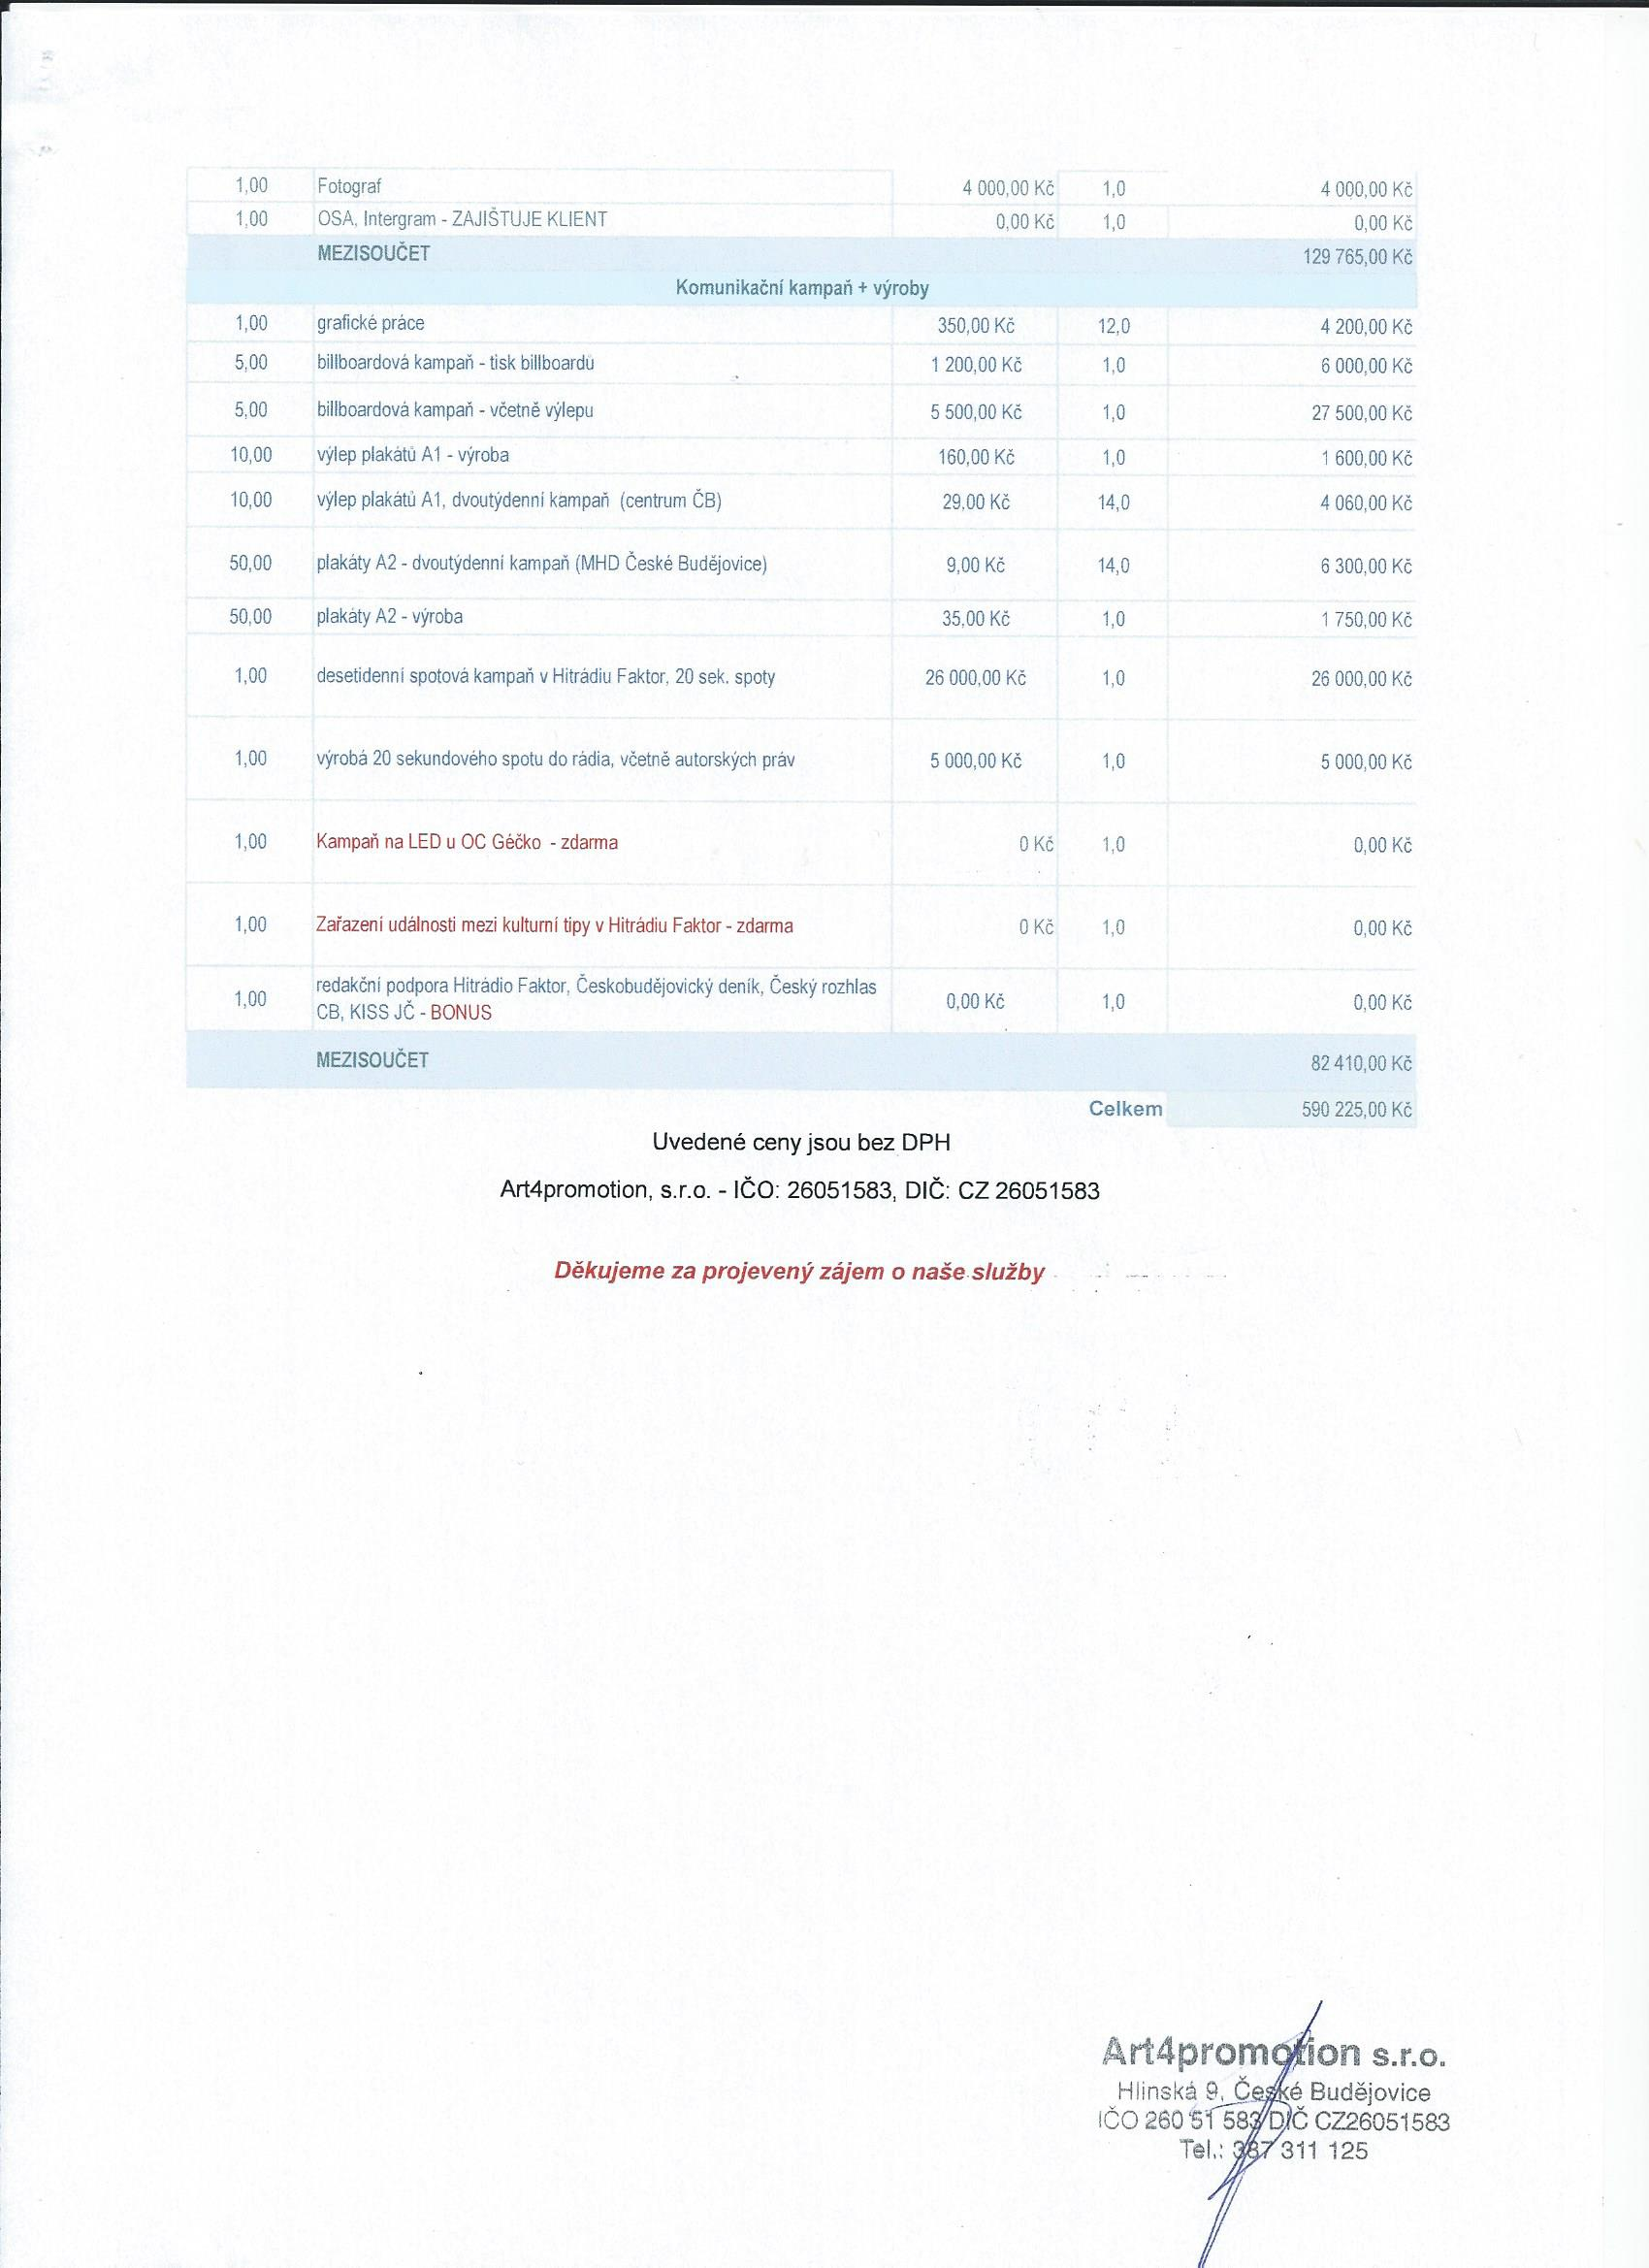 1,00 Fotograf 4 000,00 Kč 1,0 4 000,00 Kč
1,00 OSA, Intergram - ZAJIŠTUJE KLIENT 0,00 Kč 1,0 0,00 Kč
MEZISOUČET 129 765,00 Kč
Komunikační kampaň + výroby
1,00 grafické práce 350,00 Kč 12,0 4 200,00 Kč
5,00 billboardová kampaň - tisk billboardů 1 200,00 Kč 1,0 6 000,00 Kč
5,00 billboardová kampaň - včetně výlepu 5 500,00 Kč 1,0 27 500,00 Kč
10,00 výlep plakátů A1 - výroba 160,00 Kč 1,0 1 600,00 Kč
10,00 výlep plakátů A1, dvoutýdenní kampaň (centrum ČB) 29,00 Kč 14,0 4 060,00 Kč
50,00 plakáty A2 - dvoutýdenní kampaň (MHD České Budějovice) 9,00 Kč 14,0 6 300,00 Kč
50,00 plakáty A2 - výroba 35,00 Kč 1,0 1 750,00 Kč
1,00 desetidenní spotová kampaň v Hitrádiu Faktor, 20 sek. spoty 26 000,00 Kč 1,0 26 000,00 Kč
1,00 výrobá 20 sekundového spotu do rádia, včetně autorských práv 5 000,00 Kč 1,0 5 000,00 Kč
1,00 Kampaň na LED u OC Géčko - zdarma 0 Kč 1,0 0,00 Kč
1,00 Zařazení událnosti mezi kulturní tipy v Hitrádiu Faktor - zdarma 0 Kč 1,0 0,00 Kč
redakční podpora Hitrádio Faktor, Českobudějovický deník, Český rozhlas
1,00 CB, KISS JČ - BONUS 0,00 Kč 1,0 0,00 Kč
MEZISOUČET 82 410,00 Kč
Celkem 590 225,00 Kč
Uvedené ceny jsou bez DPH
Art4promotion, s.r.o. - IČO: 26051583, DIČ: CZ 26051583
Děkujeme za projevený zájem o naše služby
Art4promotion s.r.o.
Hlinská 9, České Budějovice
IČO 260 51 583 DIČ CZ26051583
Tel.: 387 311 125